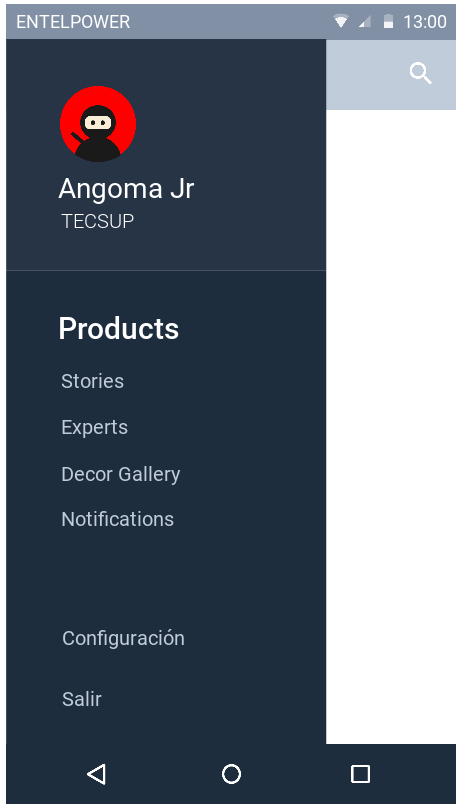 ENTELPOWER 13:00
Angoma Jr
TECSUP
Products
Stories
Experts
Decor Gallery
Notifications
Configuración
Salir